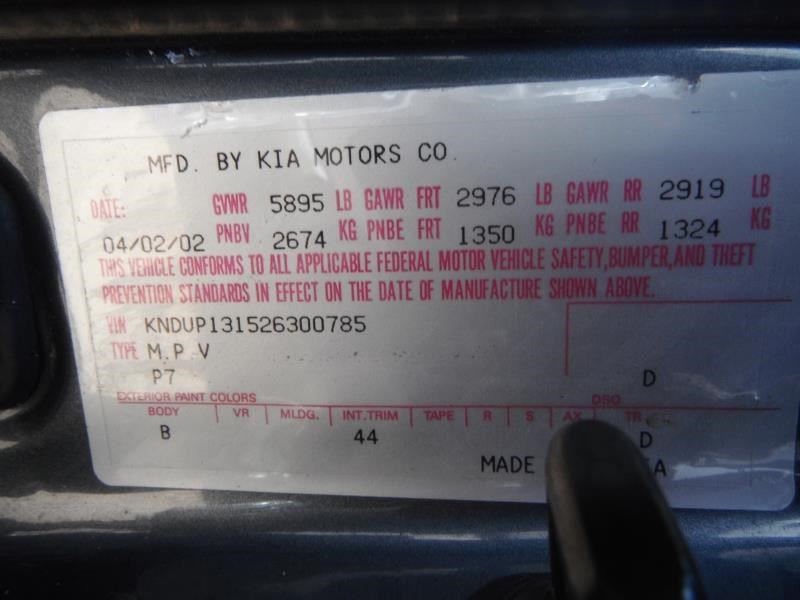 MFD. BY KIA MOTORS CO.
DATE: GVWR 5895 LB GAWR FRT 2976 LB GAWR RR 2919 LB
04/02/02 PNBV 2674 KG PNBE FRT 1350 KG PNBE RR 1324 KG
THIS VEHICLE CONFORMS TO ALL APPLICABLE FEDERAL MOTOR VEHICLE SAFETY,BUMPER,AND THEFT
PREVENTION STANDARDS IN EFFECT ON THE DATE OF MANUFACTURE SHOWN ABOVE.
VIN KNDUP131526300785
TYPE M.P.V
P7 D
EXTERIOR PAINT COLORS DSO
BODY VR MLDG. INT.TRIM TAPE R S AX TR
B 44 D
MADE